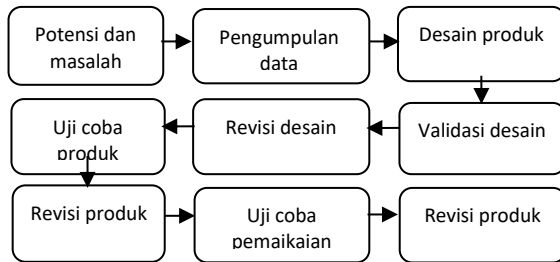 Potensi dan
masalah
Pengumpulan
data
Desain produk
Validasi desain
Revisi desain
Uji coba
produk
Revisi produk
Uji coba
pemaikaian
Revisi produk